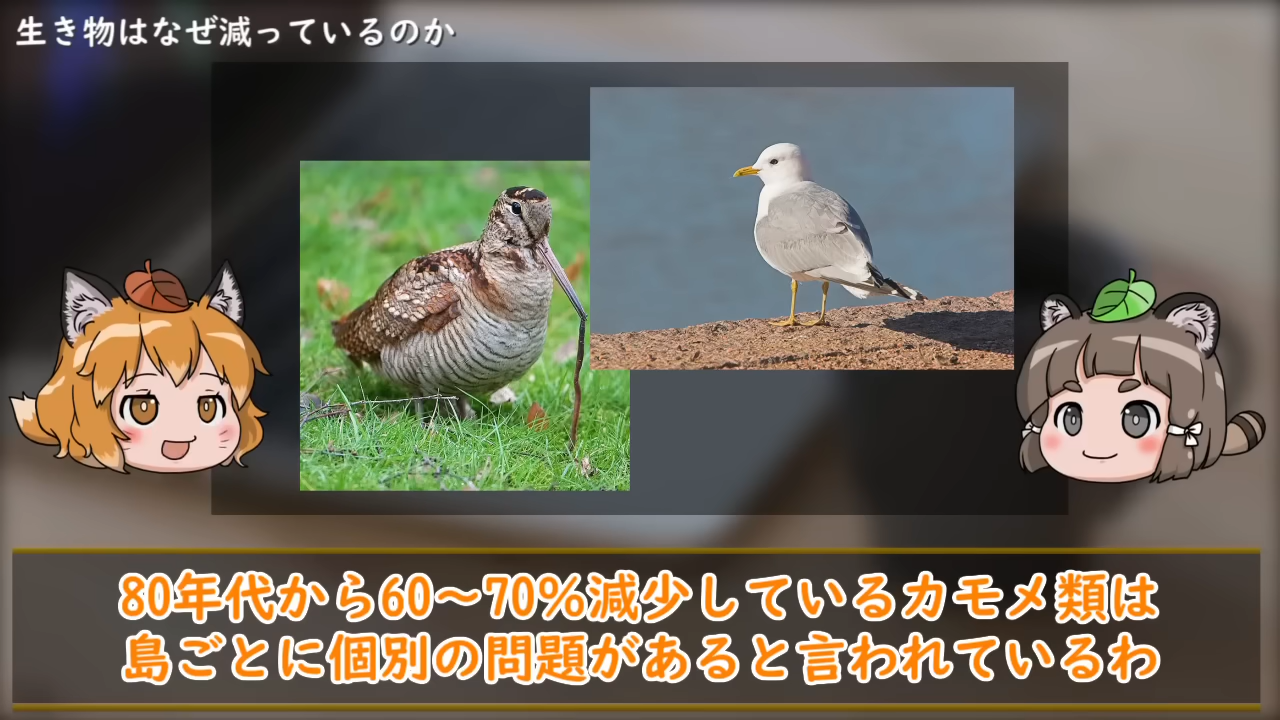 生き物はなぜ減っているのか
80年代から60～70%減少しているカモメ類は
島ごとに個別の問題があると言われているわ